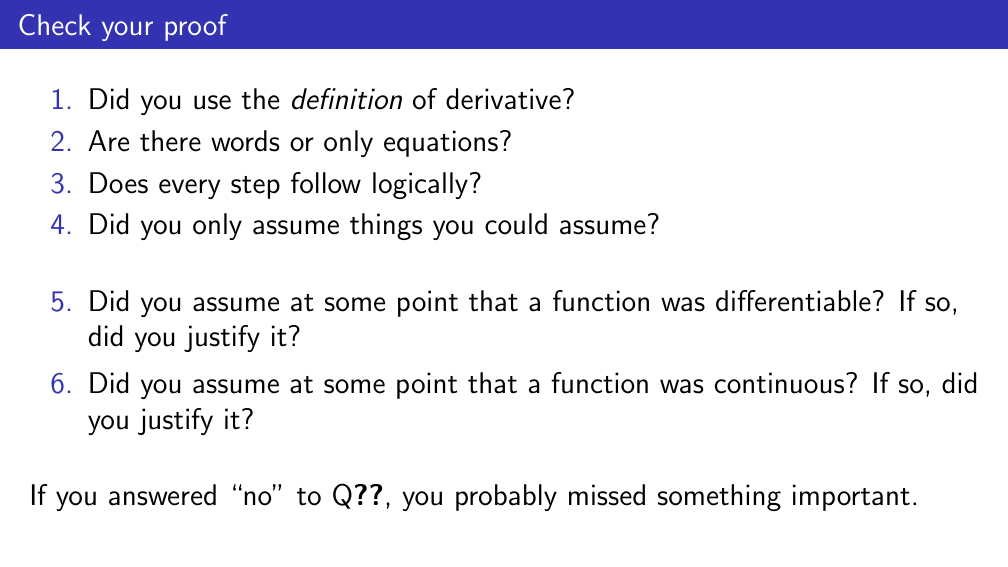 Check your proof
1. Did you use the definition of derivative?
2. Are there words or only equations?
3. Does every step follow logically?
4. Did you only assume things you could assume?
5. Did you assume at some point that a function was differentiable? If so,
did you justify it?
6. Did you assume at some point that a function was continuous? If so, did
you justify it?
If you answered “no” to Q??, you probably missed something important.